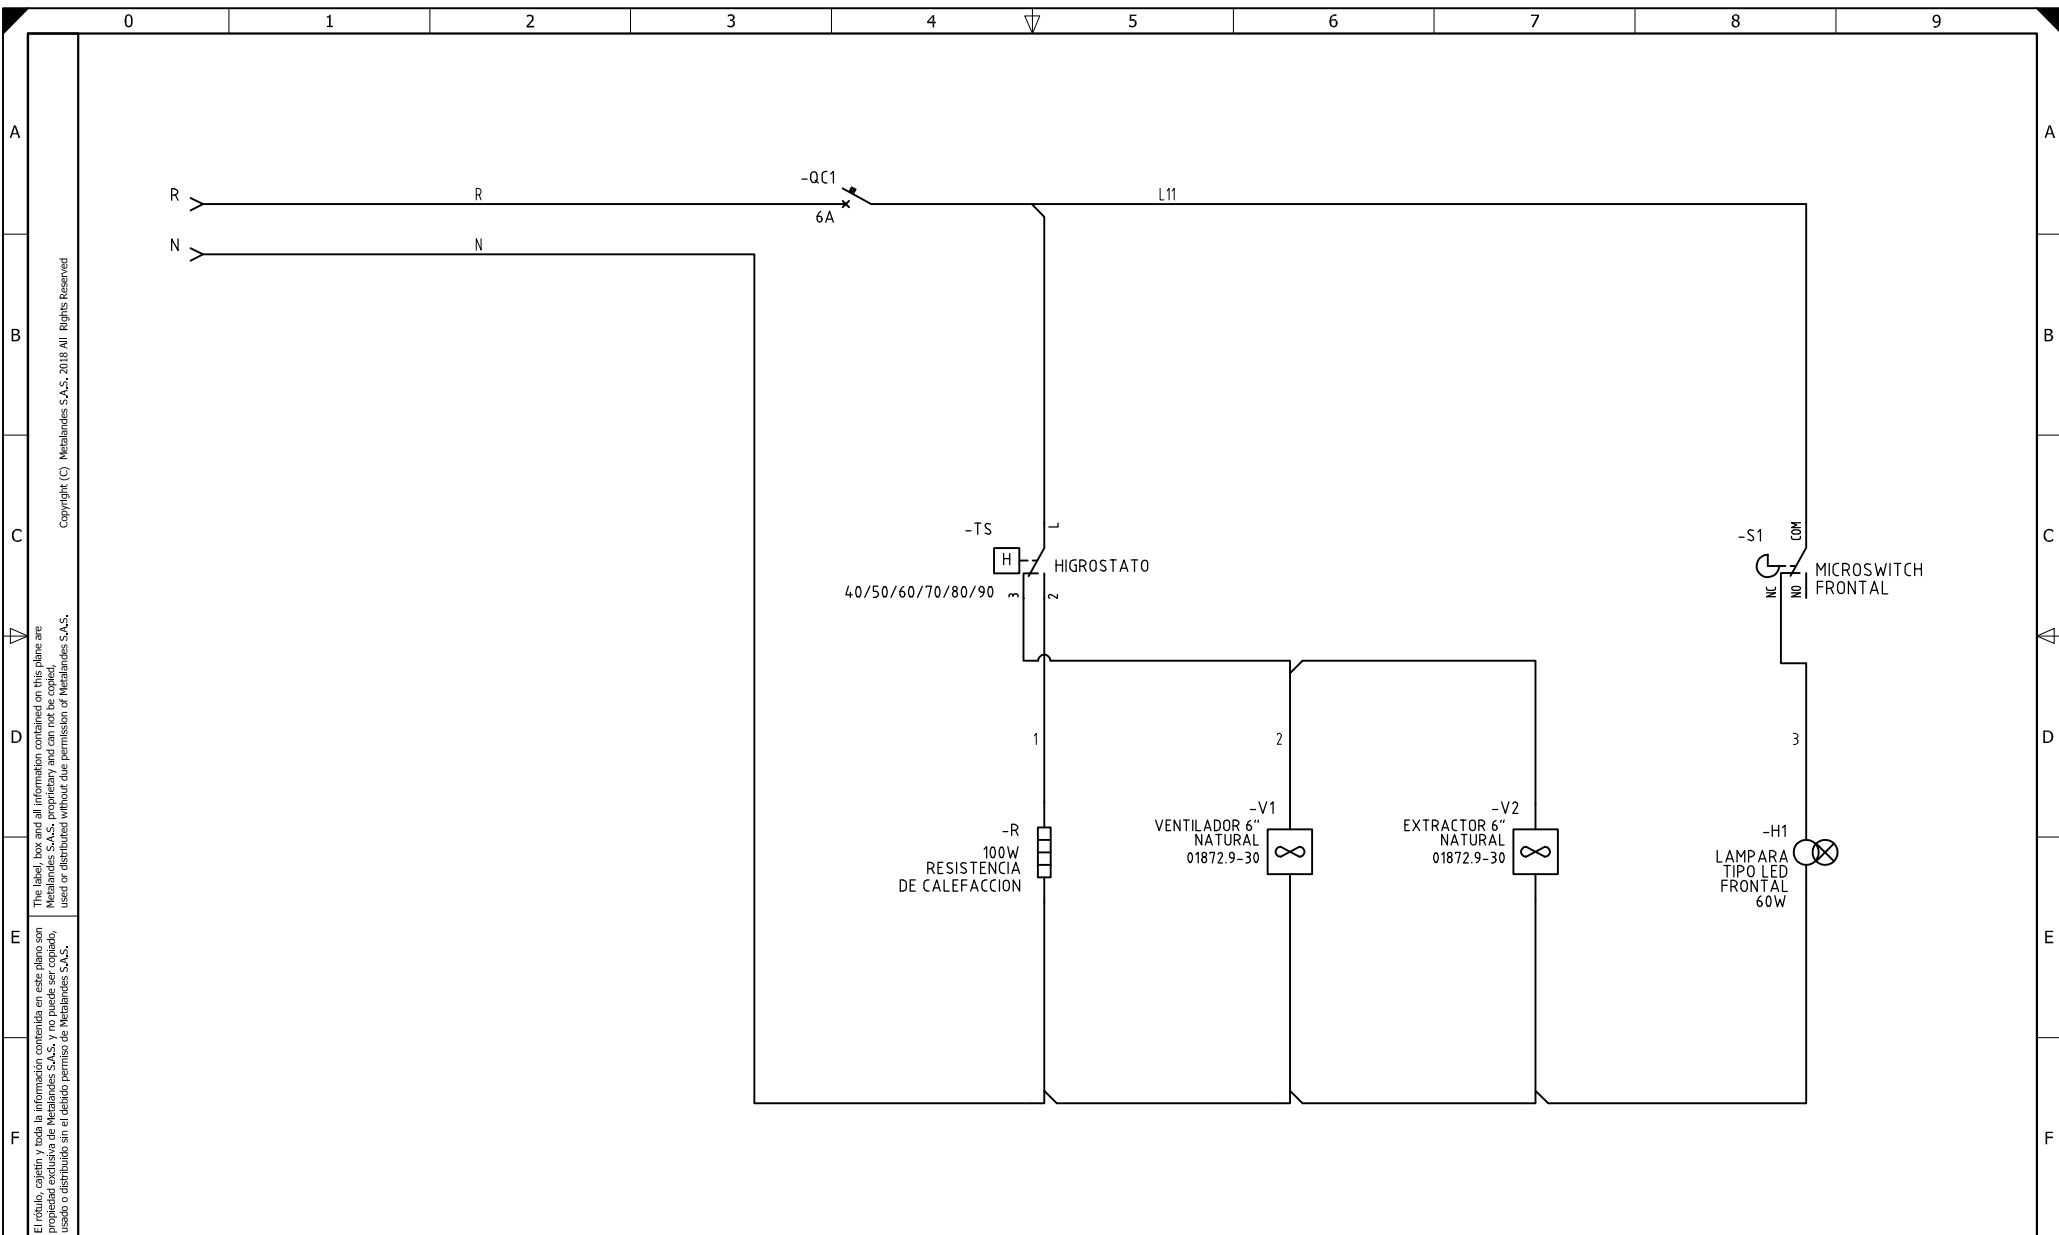 0 1 2 3 4 5 6 7 8 9
A A
-QC1
R R L11
6A
N N
B B
Copyright (C) Metalandes S.A.S. 2018 All Rights Reserved
-TS L
-S1 COM
C C
H HIGROSTATO
MICROSWITCH
FRONTAL
40/50/60/70/80/90 3 2
NC NO
The label, box and all information contained on this plane are
Metalandes S.A.S. proprietary and can not be copied,
used or distributed without due permission of Metalandes S.A.S.
D D
1 2 3
-R
100W
RESISTENCIA
DE CALEFACCION
-V1
VENTILADOR 6"
NATURAL
01872.9-30
-V2
EXTRACTOR 6"
NATURAL
01872.9-30
-H1
LAMPARA
TIPO LED
FRONTAL
60W
E E
El rótulo, cajetín y toda la información contenida en este plano son
propiedad exclusiva de Metalandes S.A.S. y no puede ser copiado,
usado o distribuido sin el debido permiso de Metalandes S.A.S.
F F